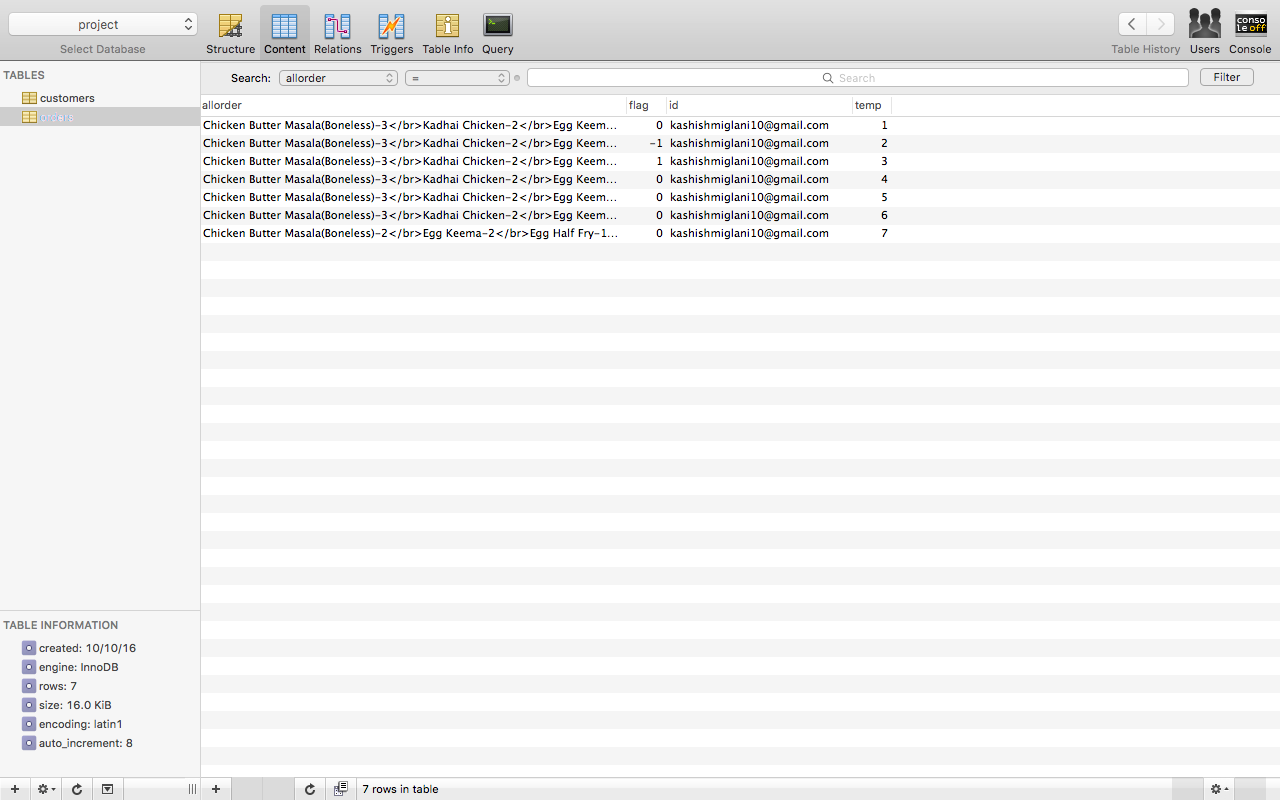 project
Select Database
Structure
Content
Relations
Triggers
Table Info
Query
Table History
Users
conso
le off
Console
TABLES
customers
orders
Search: allorder = Search Filter
allorder flag id temp
Chicken Butter Masala(Boneless)-3</br>Kadhai Chicken-2</br>Egg Keem... 0 kashishmiglani10@gmail.com 1
Chicken Butter Masala(Boneless)-3</br>Kadhai Chicken-2</br>Egg Keem... -1 kashishmiglani10@gmail.com 2
Chicken Butter Masala(Boneless)-3</br>Kadhai Chicken-2</br>Egg Keem... 1 kashishmiglani10@gmail.com 3
Chicken Butter Masala(Boneless)-3</br>Kadhai Chicken-2</br>Egg Keem... 0 kashishmiglani10@gmail.com 4
Chicken Butter Masala(Boneless)-3</br>Kadhai Chicken-2</br>Egg Keem... 0 kashishmiglani10@gmail.com 5
Chicken Butter Masala(Boneless)-3</br>Kadhai Chicken-2</br>Egg Keem... 0 kashishmiglani10@gmail.com 6
Chicken Butter Masala(Boneless)-2</br>Egg Keema-2</br>Egg Half Fry-1... 0 kashishmiglani10@gmail.com 7
TABLE INFORMATION
created: 10/10/16
engine: InnoDB
rows: 7
size: 16.0 KiB
encoding: latin1
auto_increment: 8
7 rows in table